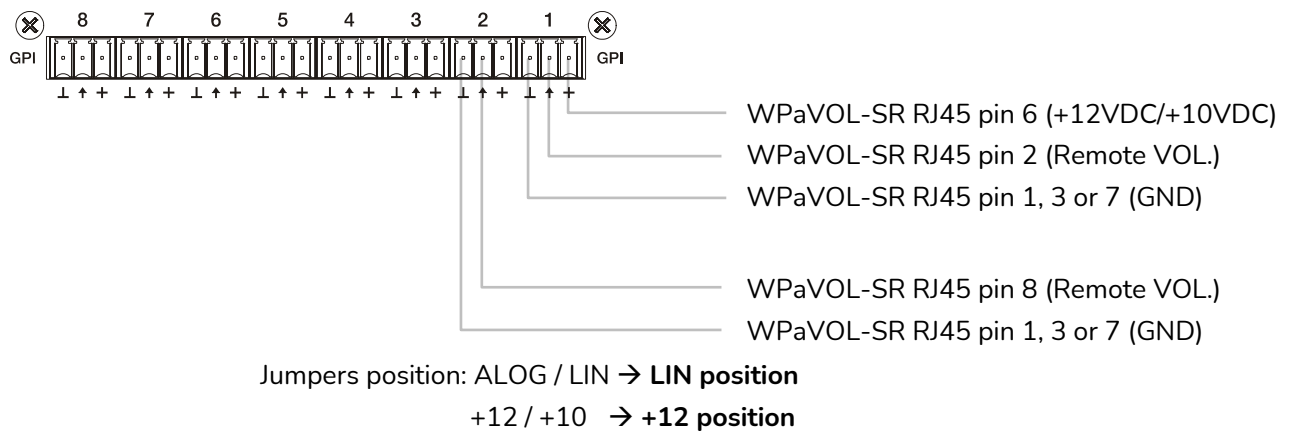 8 7 6 5 4 3 2 1
GPI GPI
⊥ ↑ + ⊥ ↑ + ⊥ ↑ + ⊥ ↑ + ⊥ ↑ + ⊥ ↑ + ⊥ ↑ + ⊥ ↑ +
WPaVOL-SR RJ45 pin 6 (+12VDC/+10VDC)
WPaVOL-SR RJ45 pin 2 (Remote VOL.)
WPaVOL-SR RJ45 pin 1, 3 or 7 (GND)
WPaVOL-SR RJ45 pin 8 (Remote VOL.)
WPaVOL-SR RJ45 pin 1, 3 or 7 (GND)
Jumpers position: ALOG / LIN → LIN position
+12 / +10 → +12 position